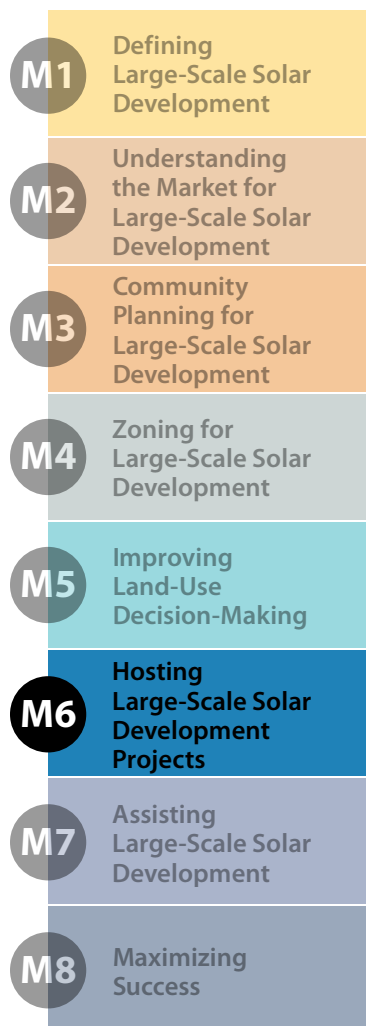 M1
Defining
Large-Scale Solar
Development
M2
Understanding
the Market for
Large-Scale Solar
Development
M3
Community
Planning for
Large-Scale Solar
Development
M4
Zoning for
Large-Scale Solar
Development
M5
Improving
Land-Use
Decision-Making
M6
Hosting
Large-Scale Solar
Development
Projects
M7
Assisting
Large-Scale Solar
Development
M8
Maximizing
Success